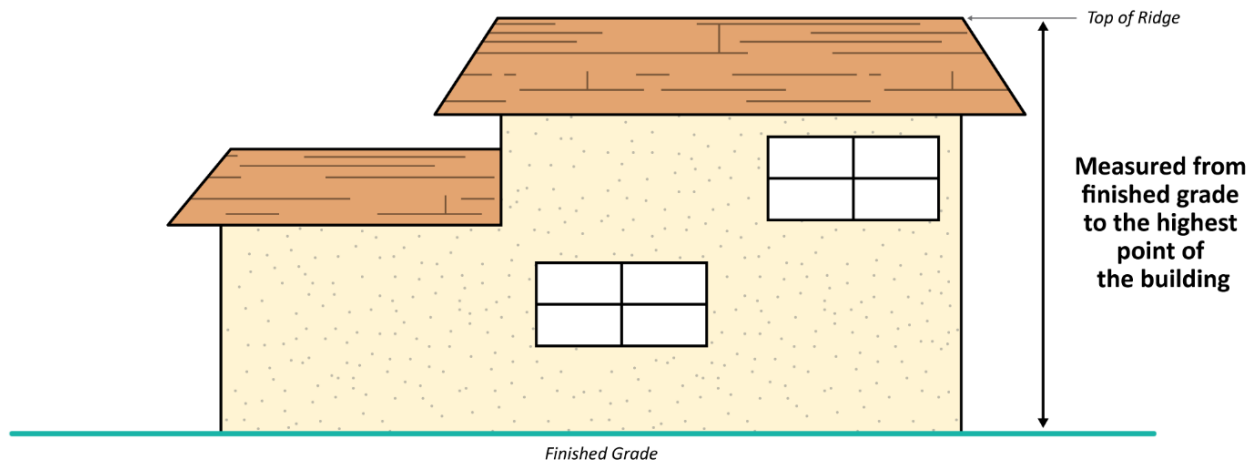 Top of Ridge
Measured from
finished grade
to the highest
point of
the building
Finished Grade